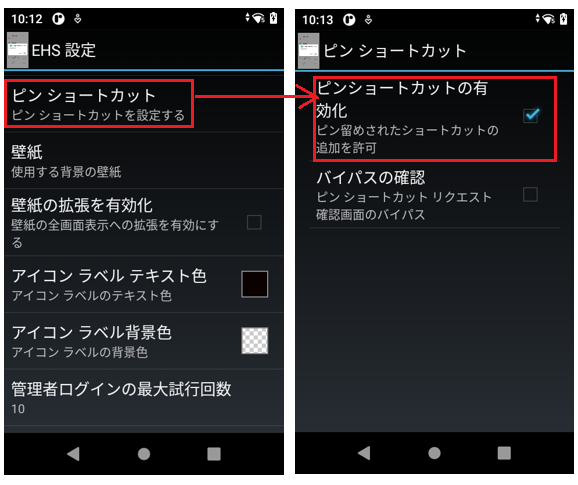 10:12
EHS 設定
ピン ショートカット
ピン ショートカットを設定する
壁紙
使用する背景の壁紙
壁紙の拡張を有効化
壁紙の全画面表示への拡張を有効にす
る
アイコン ラベル テキスト色
アイコン ラベルのテキスト色
アイコン ラベル背景色
アイコン ラベルの背景色
管理者ログインの最大試行回数
10
10:13
ピン ショートカット
ピンショートカットの有
効化
ピン留めされたショートカットの
追加を許可
バイパスの確認
ピン ショートカット リクエスト
確認画面のバイパス